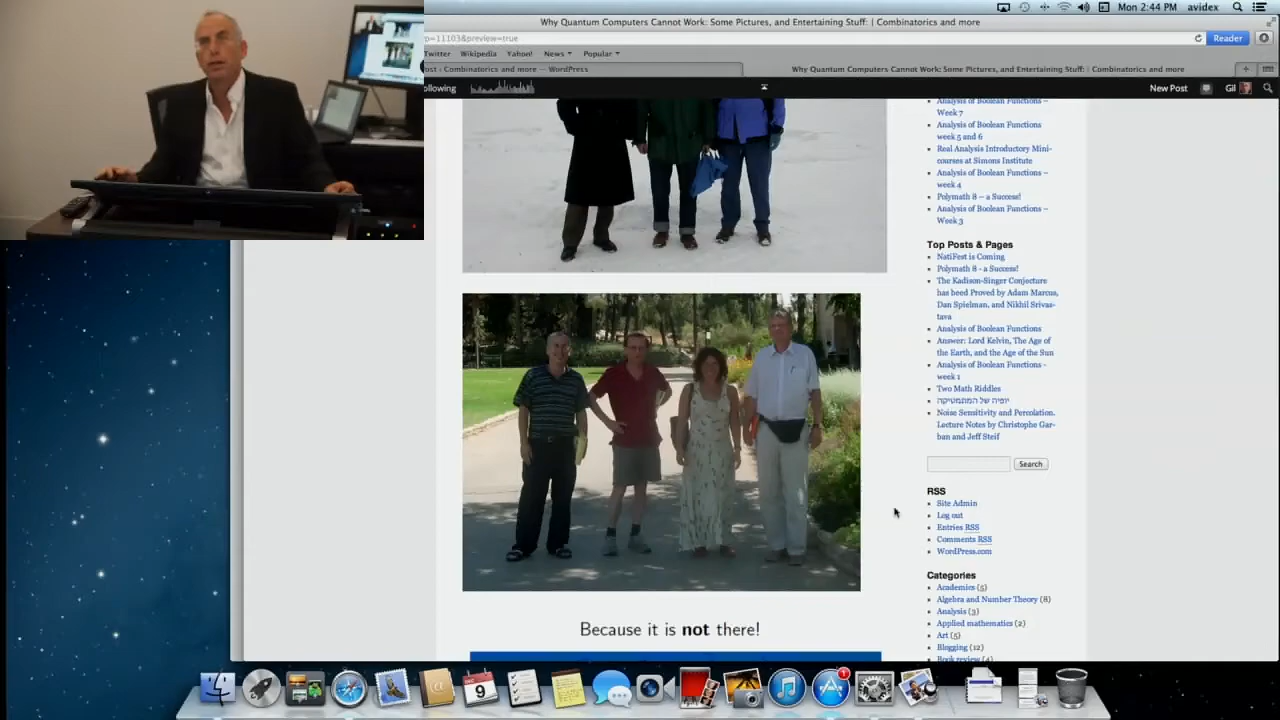 Mon 2:44 PM avidex
Why Quantum Computers Cannot Work: Some Pictures, and Entertaining Stuff: | Combinatorics and more
p=11103&preview=true
Reader
Twitter Wikipedia Yahoo! News Popular
ost ‹ Combinatorics and more — WordPress
Why Quantum Computers Cannot Work: Some Pictures, and Entertaining Stuff: | Combinatorics and more
ollowing
New Post
Gil
Analysis of Boolean Functions –
Week 7
Analysis of Boolean Functions
week 5 and 6
Real Analysis Introductory Mini-
courses at Simons Institute
Analysis of Boolean Functions –
week 4
Polymath 8 – a Success!
Analysis of Boolean Functions –
Week 3
Top Posts & Pages
NatiFest is Coming
Polymath 8 - a Success!
The Kadison-Singer Conjecture
has beed Proved by Adam Marcus,
Dan Spielman, and Nikhil Srivas-
tava
Analysis of Boolean Functions
Answer: Lord Kelvin, The Age of
the Earth, and the Age of the Sun
Analysis of Boolean Functions -
week 1
Two Math Riddles
יופיה של המתמטיקה
Noise Sensitivity and Percolation.
Lecture Notes by Christophe Gar-
ban and Jeff Steif
Search
RSS
Site Admin
Log out
Entries RSS
Comments RSS
WordPress.com
Categories
Academics (5)
Algebra and Number Theory (8)
Analysis (3)
Applied mathematics (2)
Art (5)
Blogging (12)
Book review (4)
Because it is not there!
DEC
9
1